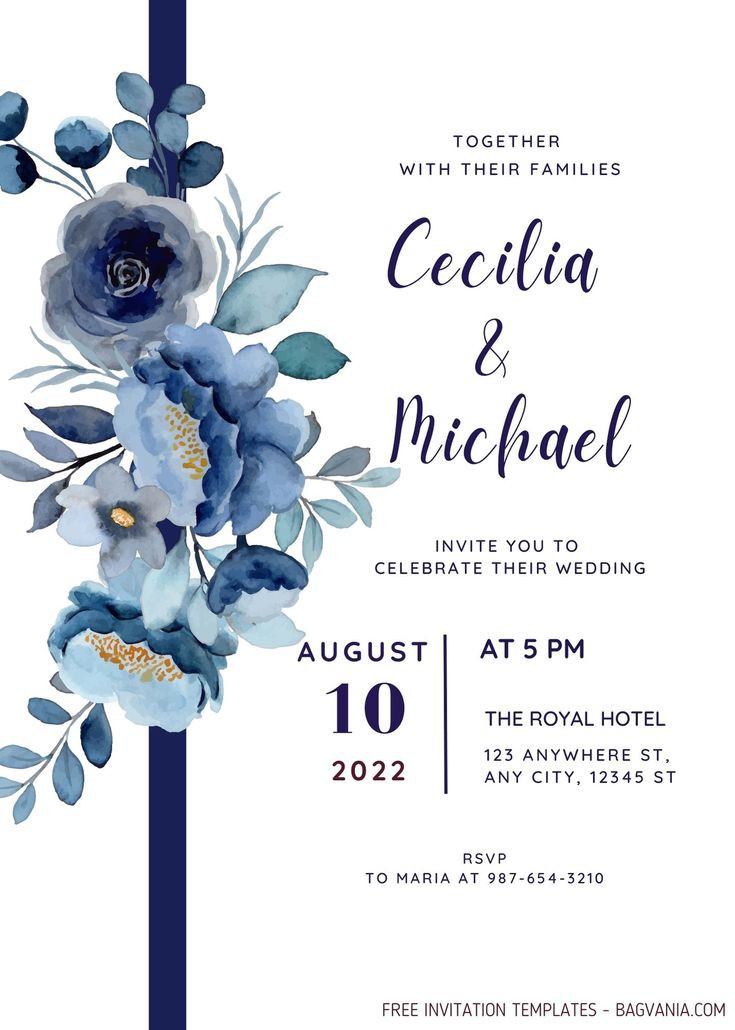 TOGETHER
WITH THEIR FAMILIES
Cecilia
&
Michael
INVITE YOU TO
CELEBRATE THEIR WEDDING
AUGUST
10
2022
AT 5 PM
THE ROYAL HOTEL
123 ANYWHERE ST,
ANY CITY, 12345 ST
RSVP
TO MARIA AT 987-654-3210
FREE INVITATION TEMPLATES - BAGVANIA.COM